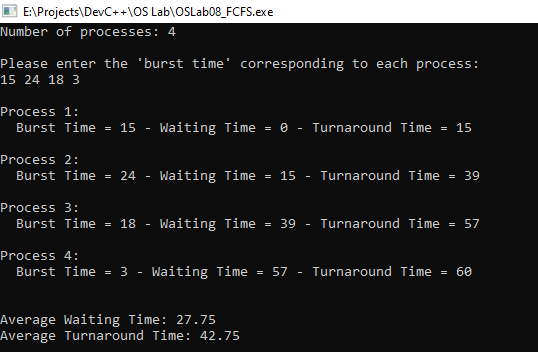 E:\Projects\DevC++\OS Lab\OSLab08_FCFS.exe
Number of processes: 4
Please enter the 'burst time' corresponding to each process:
15 24 18 3
Process 1:
Burst Time = 15 - Waiting Time = 0 - Turnaround Time = 15
Process 2:
Burst Time = 24 - Waiting Time = 15 - Turnaround Time = 39
Process 3:
Burst Time = 18 - Waiting Time = 39 - Turnaround Time = 57
Process 4:
Burst Time = 3 - Waiting Time = 57 - Turnaround Time = 60
Average Waiting Time: 27.75
Average Turnaround Time: 42.75